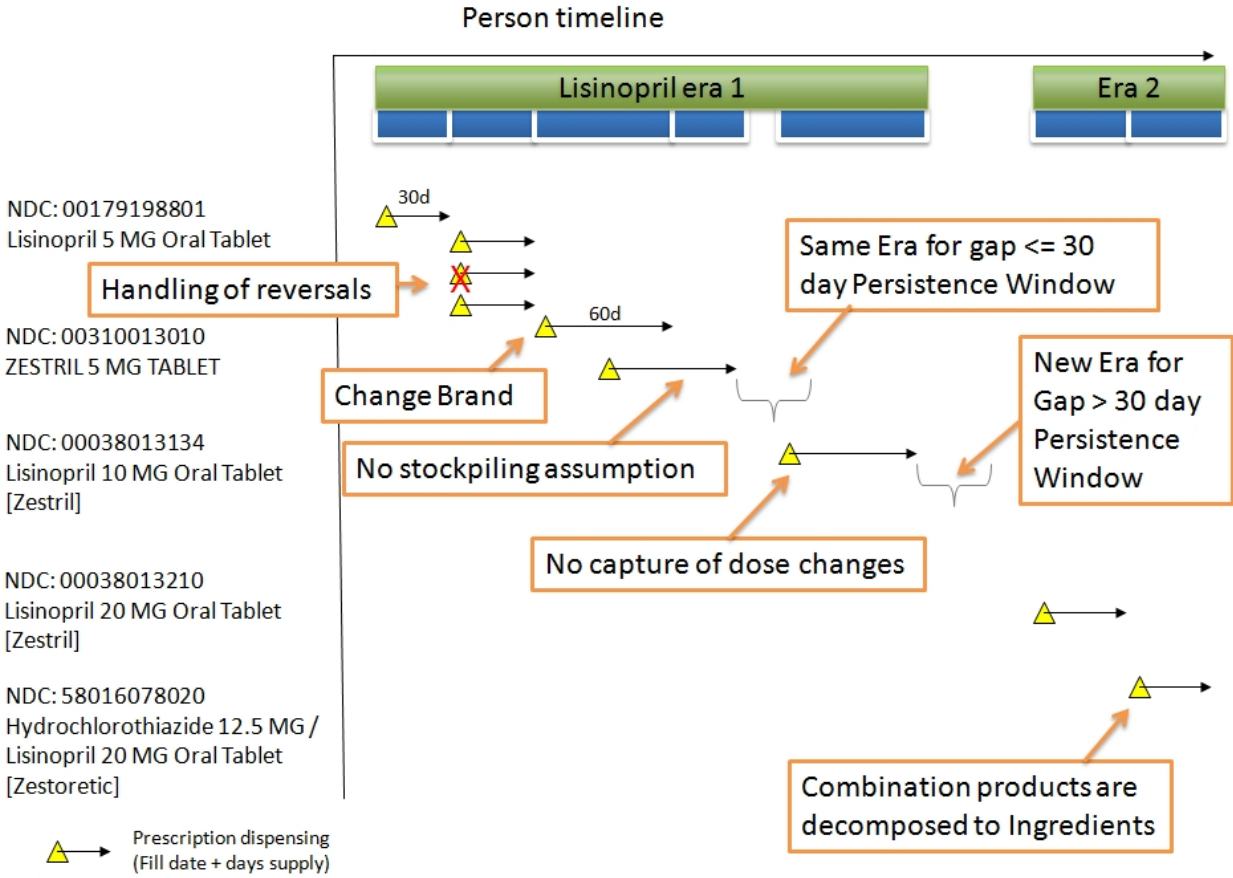 Person timeline
Lisinopril era 1
Era 2
NDC: 00179198801
Lisinopril 5 MG Oral Tablet
30d
Handling of reversals
Same Era for gap <= 30
day Persistence Window
NDC: 00310013010
ZESTRIL 5 MG TABLET
60d
Change Brand
New Era for
Gap > 30 day
Persistence
Window
NDC: 00038013134
Lisinopril 10 MG Oral Tablet
[Zestril]
No stockpiling assumption
No capture of dose changes
NDC: 00038013210
Lisinopril 20 MG Oral Tablet
[Zestril]
NDC: 58016078020
Hydrochlorothiazide 12.5 MG /
Lisinopril 20 MG Oral Tablet
[Zestoretic]
Combination products are
decomposed to Ingredients
Prescription dispensing
(Fill date + days supply)